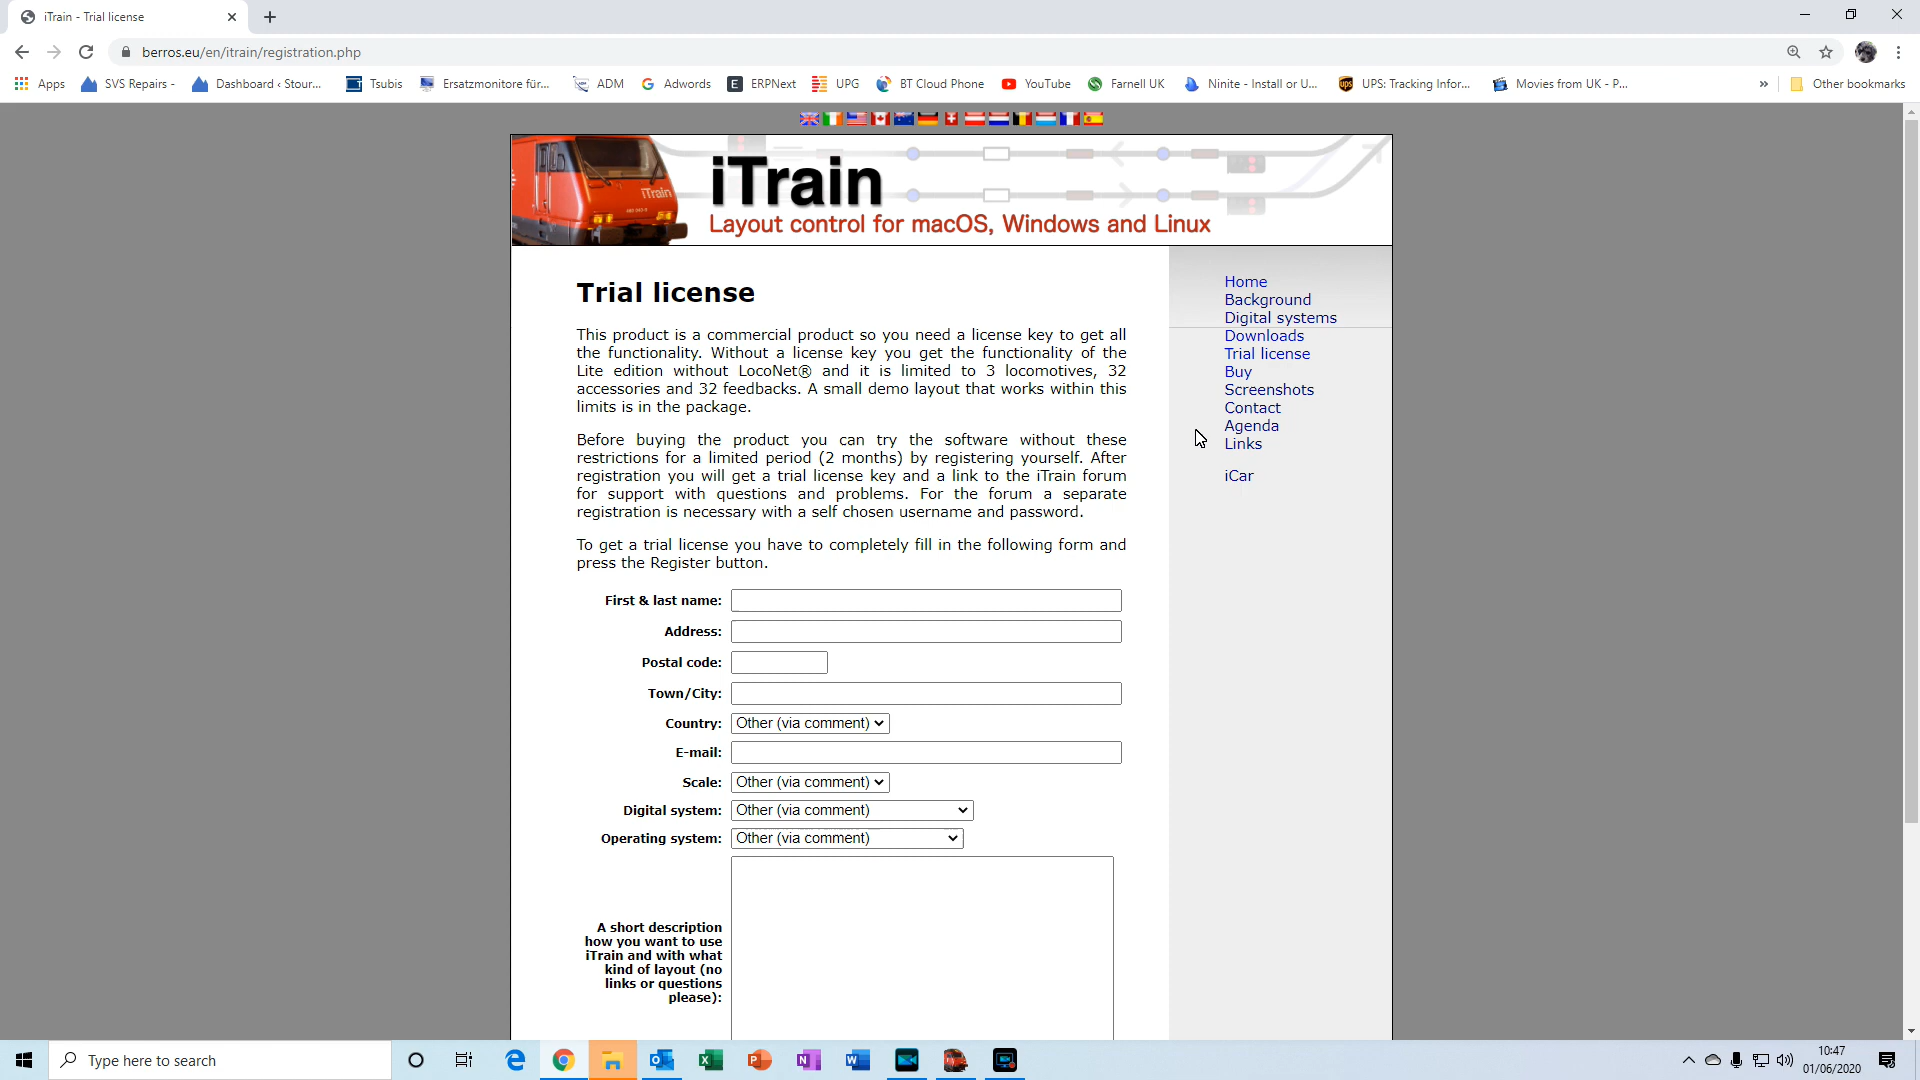 iTrain - Trial license
berros.eu/en/itrain/registration.php
Apps SVS Repairs - Dashboard ‹ Stour... Tsubis Ersatzmonitore für... ADM Adwords ERPNext UPG BT Cloud Phone YouTube Farnell UK Ninite - Install or U... UPS: Tracking Infor... Movies from UK - P... » Other bookmarks
iTrain
iTrain
Layout control for macOS, Windows and Linux
Trial license
This product is a commercial product so you need a license key to get all
the functionality. Without a license key you get the functionality of the
Lite edition without LocoNet® and it is limited to 3 locomotives, 32
accessories and 32 feedbacks. A small demo layout that works within this
limits is in the package.
Before buying the product you can try the software without these
restrictions for a limited period (2 months) by registering yourself. After
registration you will get a trial license key and a link to the iTrain forum
for support with questions and problems. For the forum a separate
registration is necessary with a self chosen username and password.
To get a trial license you have to completely fill in the following form and
press the Register button.
First & last name:
Address:
Postal code:
Town/City:
Country: Other (via comment)
E-mail:
Scale: Other (via comment)
Digital system: Other (via comment)
Operating system: Other (via comment)
A short description
how you want to use
iTrain and with what
kind of layout (no
links or questions
please):
Home
Background
Digital systems
Downloads
Trial license
Buy
Screenshots
Contact
Agenda
Links
iCar
Type here to search
10:47
01/06/2020